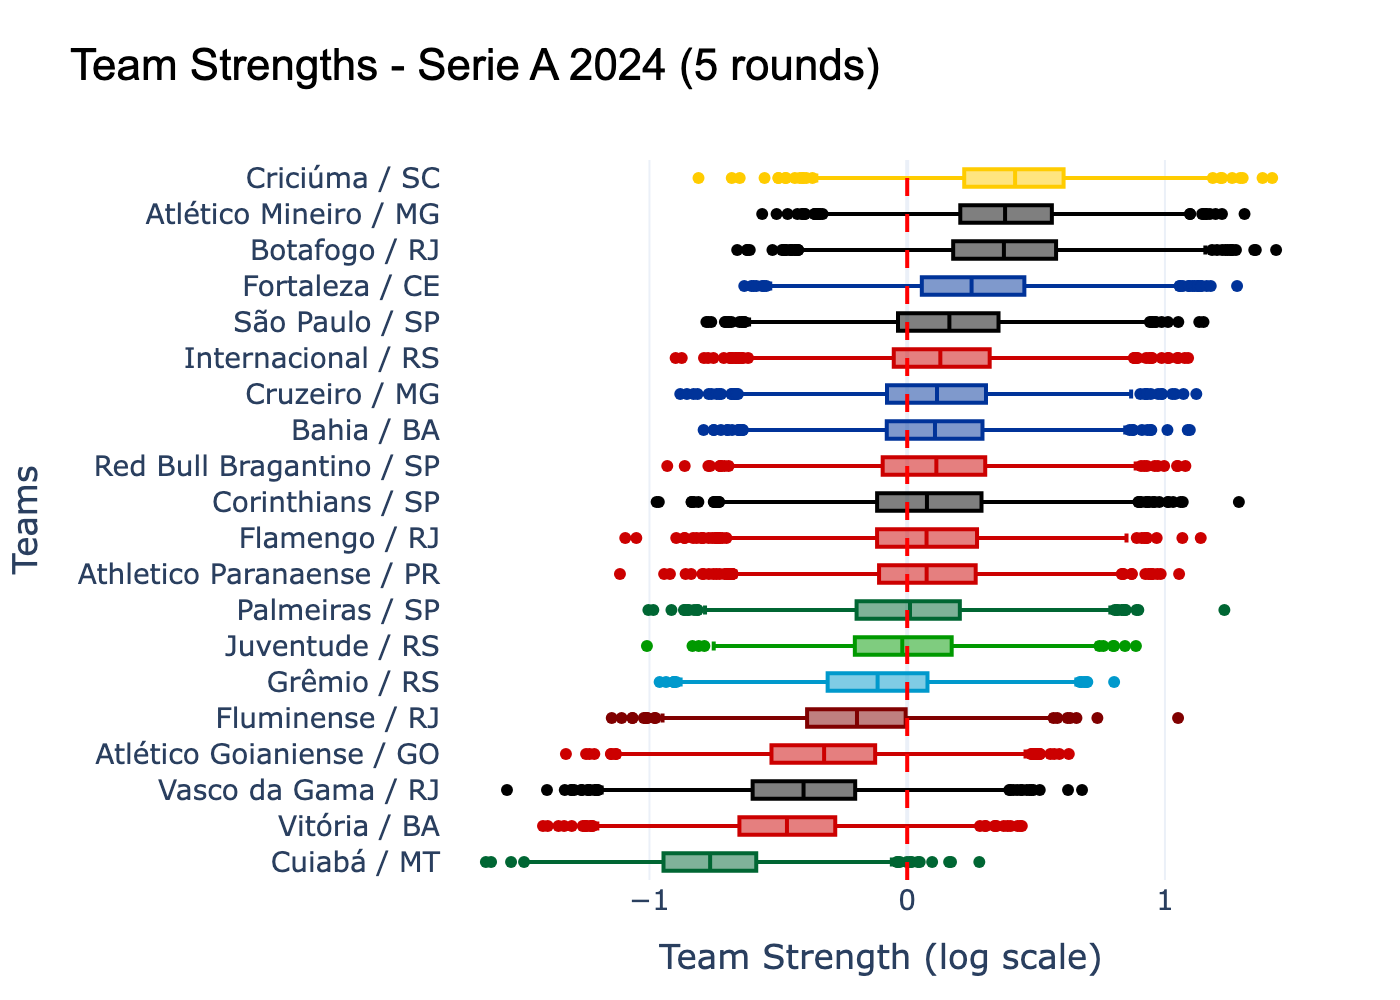 Team Strengths - Serie A 2024 (5 rounds)
Criciúma / SC
Atlético Mineiro / MG
Botafogo / RJ
Fortaleza / CE
São Paulo / SP
Internacional / RS
Cruzeiro / MG
Bahia / BA
Red Bull Bragantino / SP
Corinthians / SP
Flamengo / RJ
Athletico Paranaense / PR
Palmeiras / SP
Juventude / RS
Grêmio / RS
Fluminense / RJ
Atlético Goianiense / GO
Vasco da Gama / RJ
Vitória / BA
Cuiabá / MT
Teams
−1 0 1
Team Strength (log scale)